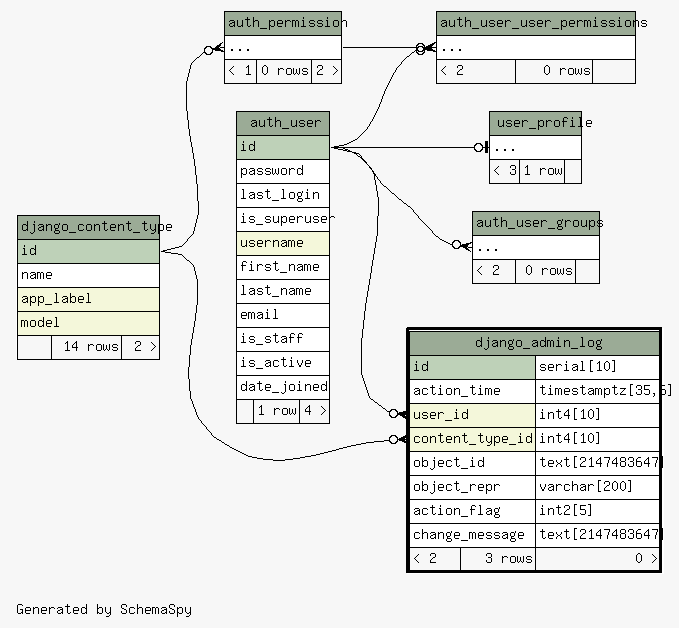 auth_permission
...
< 1 0 rows 2 >
auth_user_user_permissions
...
< 2 0 rows
auth_user
id
password
last_login
is_superuser
username
first_name
last_name
email
is_staff
is_active
date_joined
1 row 4 >
user_profile
...
< 3 1 row
auth_user_groups
...
< 2 0 rows
django_content_type
id
name
app_label
model
14 rows 2 >
django_admin_log
id serial[10]
action_time timestamptz[35,6]
user_id int4[10]
content_type_id int4[10]
object_id text[2147483647]
object_repr varchar[200]
action_flag int2[5]
change_message text[2147483647]
< 2 3 rows 0 >
Generated by SchemaSpy